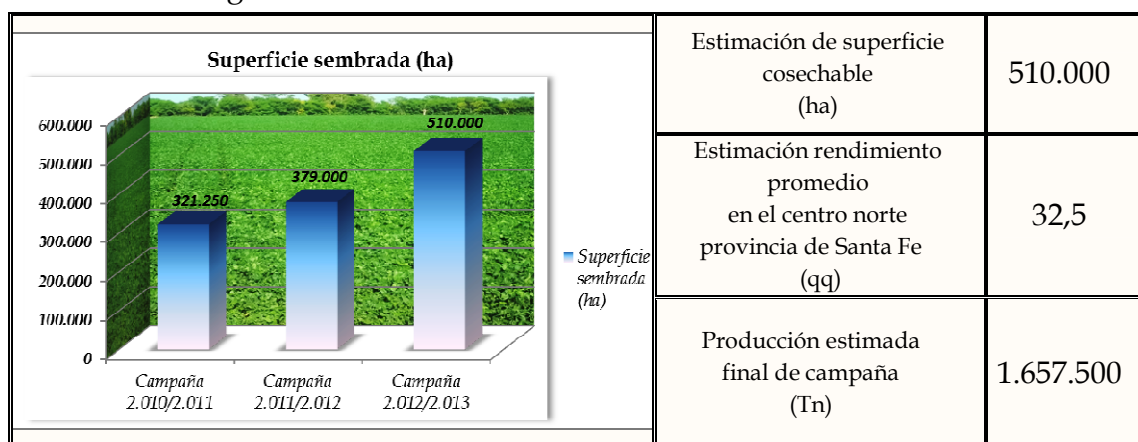 Superficie sembrada (ha)
600.000
500.000
400.000
300.000
200.000
100.000
0
321.250
379.000
510.000
Campaña
2.010/2.011
Campaña
2.011/2.012
Campaña
2.012/2.013
Superficie
sembrada
(ha)
Estimación de superficie
cosechable
(ha)
510.000
Estimación rendimiento
promedio
en el centro norte
provincia de Santa Fe
(qq)
32,5
Producción estimada
final de campaña
(Tn)
1.657.500